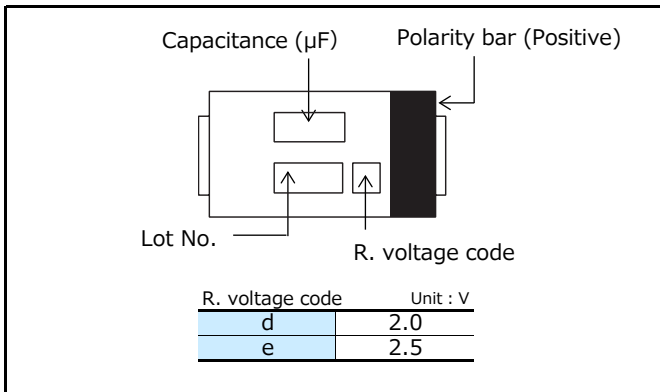 Capacitance (µF)
Polarity bar (Positive)
Lot No.
R. voltage code
R. voltage code Unit : V
d 2.0
e 2.5